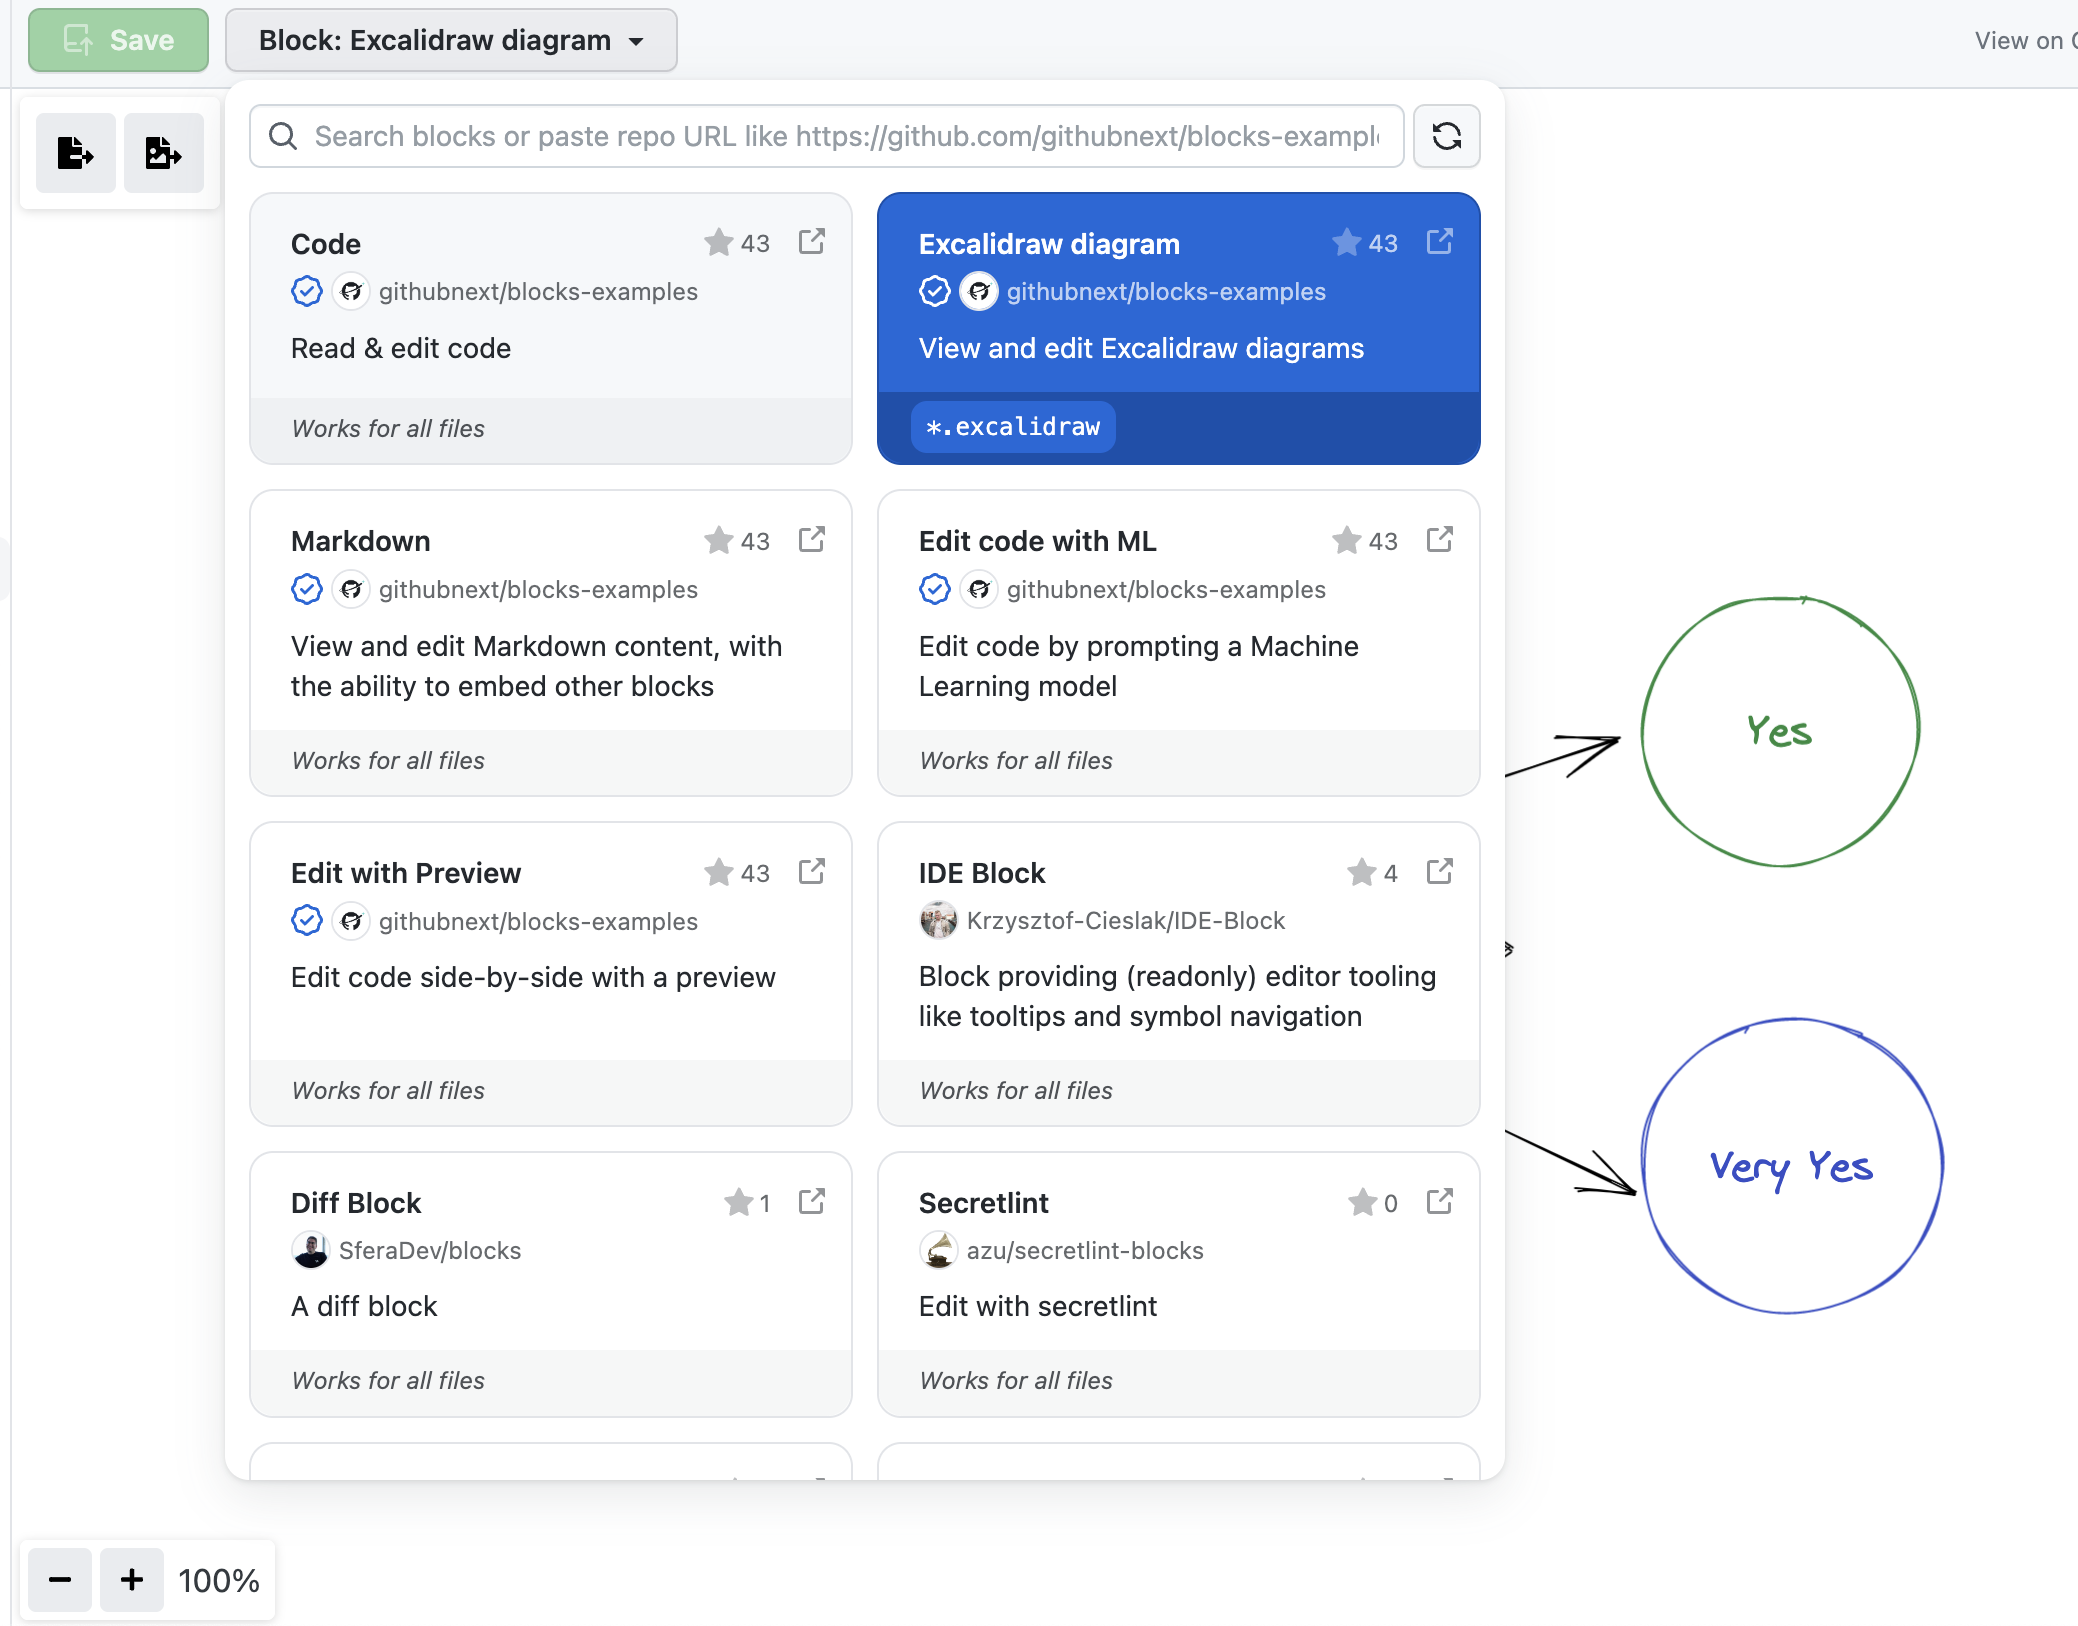 Save
Block: Excalidraw diagram
View on
Search blocks or paste repo URL like https://github.com/githubnext/blocks-exampl
Code
43
githubnext/blocks-examples
Read & edit code
Works for all files
Excalidraw diagram
43
githubnext/blocks-examples
View and edit Excalidraw diagrams
*.excalidraw
Markdown
43
githubnext/blocks-examples
View and edit Markdown content, with
the ability to embed other blocks
Works for all files
Edit code with ML
43
githubnext/blocks-examples
Edit code by prompting a Machine
Learning model
Works for all files
Edit with Preview
43
githubnext/blocks-examples
Edit code side-by-side with a preview
Works for all files
IDE Block
4
Krzysztof-Cieslak/IDE-Block
Block providing (readonly) editor tooling
like tooltips and symbol navigation
Works for all files
Diff Block
1
SferaDev/blocks
A diff block
Works for all files
Secretlint
0
azu/secretlint-blocks
Edit with secretlint
Works for all files
Yes
Very Yes
100%